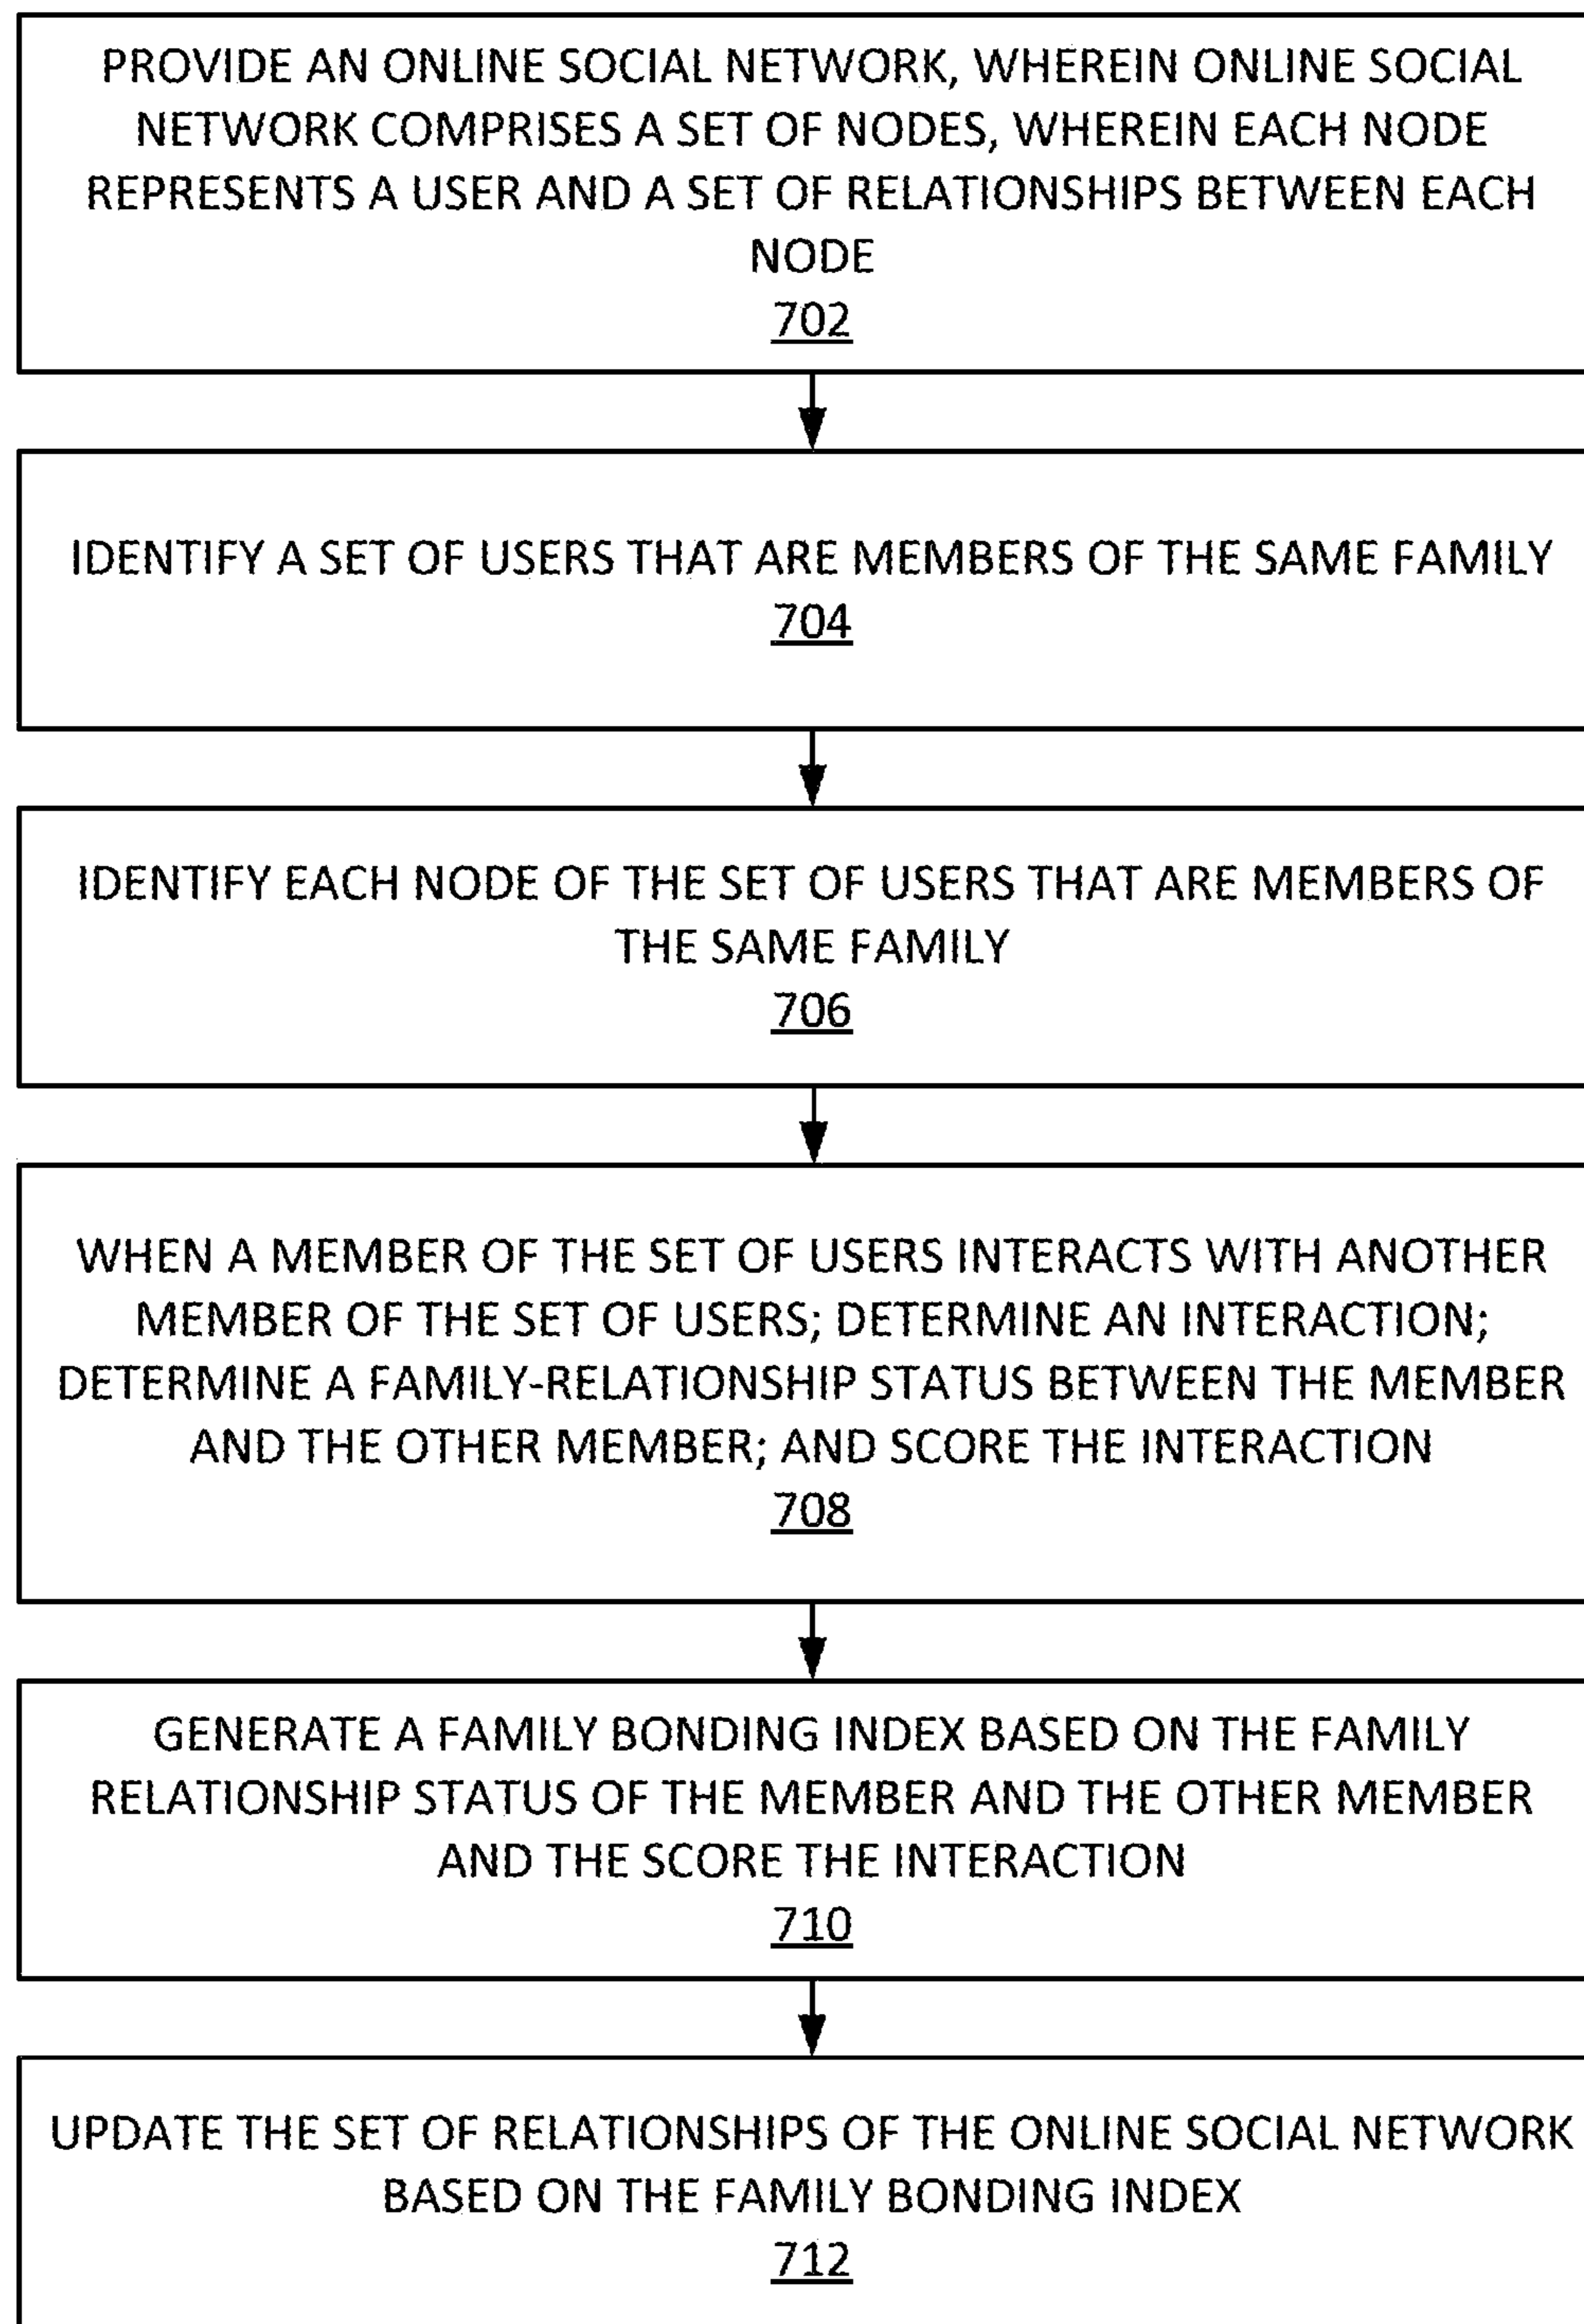 PROVIDE AN ONLINE SOCIAL NETWORK, WHEREIN ONLINE SOCIAL
NETWORK COMPRISES A SET OF NODES, WHEREIN EACH NODE
REPRESENTS A USER AND A SET OF RELATIONSHIPS BETWEEN EACH
NODE
702
IDENTIFY A SET OF USERS THAT ARE MEMBERS OF THE SAME FAMILY
704
IDENTIFY EACH NODE OF THE SET OF USERS THAT ARE MEMBERS OF
THE SAME FAMILY
706
WHEN A MEMBER OF THE SET OF USERS INTERACTS WITH ANOTHER
MEMBER OF THE SET OF USERS; DETERMINE AN INTERACTION;
DETERMINE A FAMILY-RELATIONSHIP STATUS BETWEEN THE MEMBER
AND THE OTHER MEMBER; AND SCORE THE INTERACTION
708
GENERATE A FAMILY BONDING INDEX BASED ON THE FAMILY
RELATIONSHIP STATUS OF THE MEMBER AND THE OTHER MEMBER
AND THE SCORE THE INTERACTION
710
UPDATE THE SET OF RELATIONSHIPS OF THE ONLINE SOCIAL NETWORK
BASED ON THE FAMILY BONDING INDEX
712